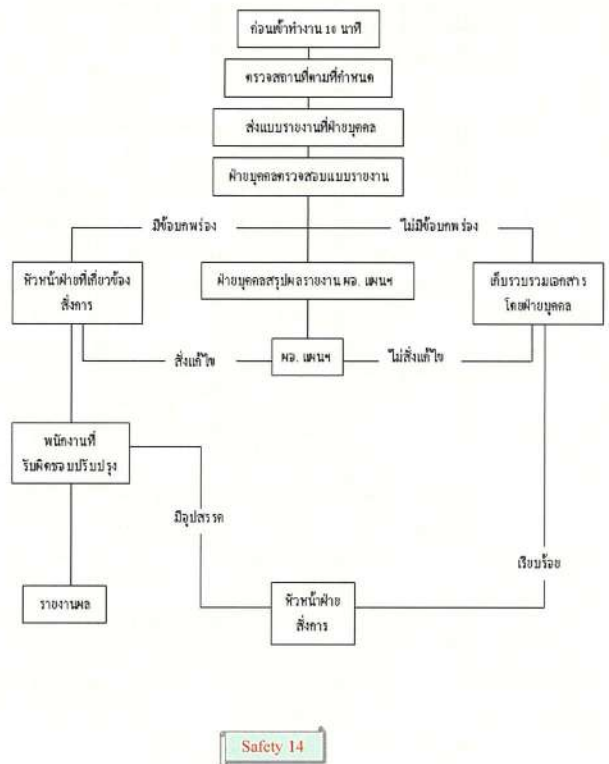 ก่อนเข้าทำงาน 10 นาที
ตรวจสถานที่ตามที่กำหนด
ส่งแบบรายงานที่ฝ่ายบุคคล
ฝ่ายบุคคลตรวจสอบแบบรายงาน
มีข้อบกพร่อง
ไม่มีข้อบกพร่อง
หัวหน้าฝ่ายที่เกี่ยวข้อง
สั่งการ
ฝ่ายบุคคลสรุปผลรายงาน ผอ. แผนฯ
เก็บรวบรวมเอกสาร
โดยฝ่ายบุคคล
สั่งแก้ไข
ผอ. แผนฯ
ไม่สั่งแก้ไข
พนักงานที่
รับผิดชอบปรับปรุง
มีอุปสรรค
เรียบร้อย
รายงานผล
หัวหน้าฝ่าย
สั่งการ
Safety 14